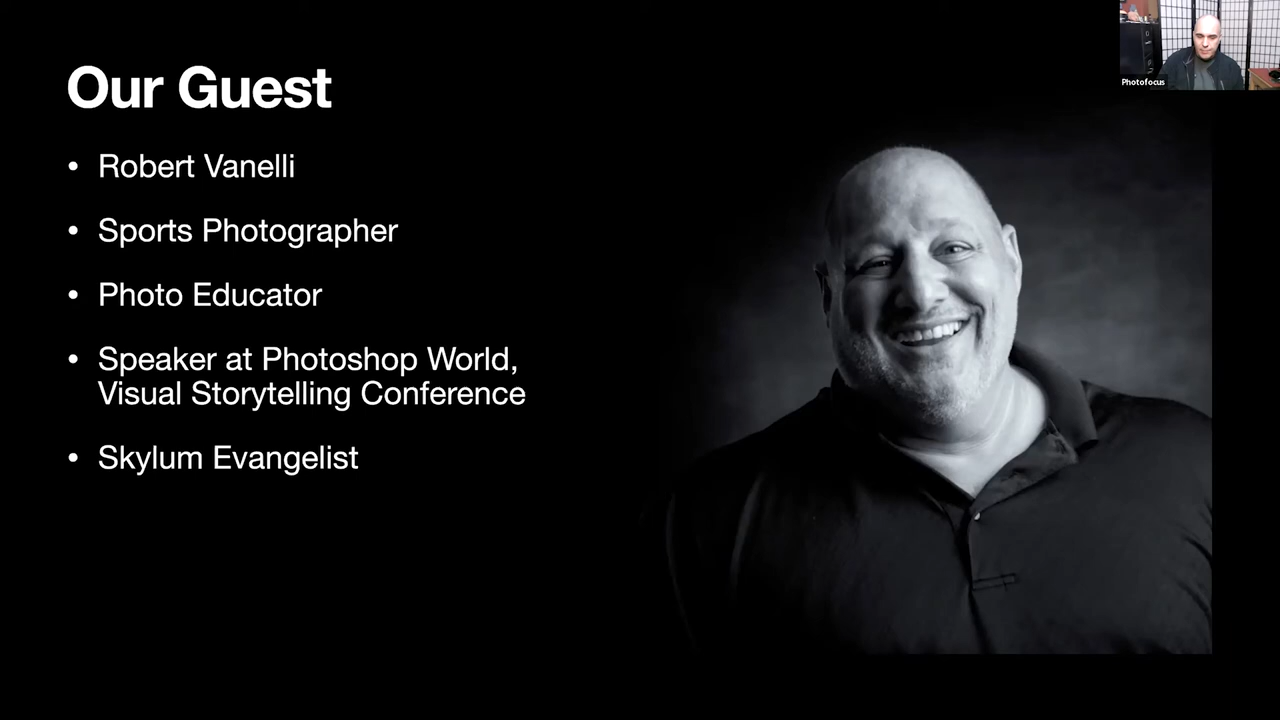 Our Guest
• Robert Vanelli
• Sports Photographer
• Photo Educator
• Speaker at Photoshop World,
Visual Storytelling Conference
• Skylum Evangelist
Photofocus